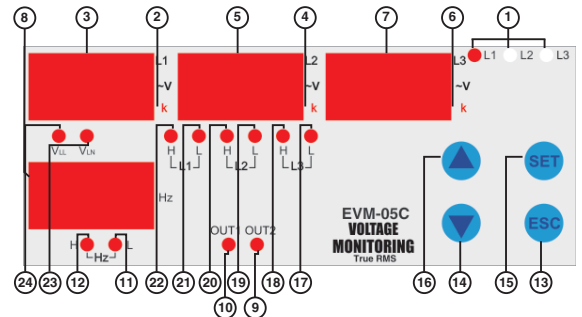 8 3 2 5 4 7 6 1
L1 L2 L3 L1 L2 L3
~V ~V ~V
k k k
VLL VLN H L H L H L
L1 L2 L3
16 SET 15
Hz
EVM-05C
VOLTAGE
MONITORING
True RMS
OUT1 OUT2
ESC
H L
Hz
24 23 12 11 22 21 20 19 18 17 16 14 15 13
10 9